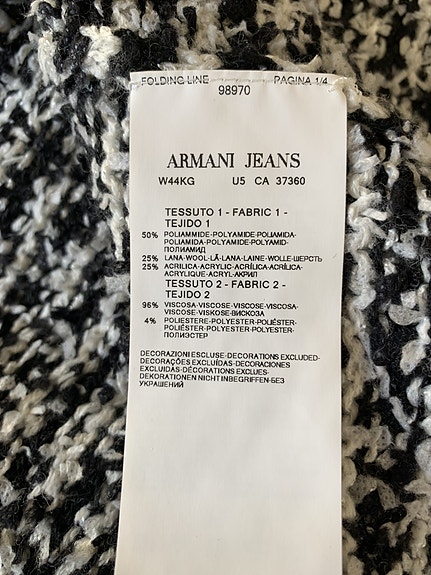 FOLDING LINE PAGINA 1/4
98970
ARMANI JEANS
W44KG U5 CA 37360
TESSUTO 1 - FABRIC 1 -
TEJIDO 1
50% POLIAMMIDE-POLYAMIDE-POLIAMIDA-
POLIAMIDA-POLYAMIDE-POLYAMID-
ПОЛИАМИД
25% LANA-WOOL-LÃ-LANA-LAINE-WOLLE-ШЕРСТЬ
25% ACRILICA-ACRYLIC-ACRÍLICA-ACRÍLICA-
ACRYLIQUE-ACRYL-АКРИЛ
TESSUTO 2 - FABRIC 2 -
TEJIDO 2
96% VISCOSA-VISCOSE-VISCOSE-VISCOSA-
VISCOSE-VISKOSE-ВИСКОЗА
4% POLIESTERE-POLYESTER-POLIÉSTER-
POLIÉSTER-POLYESTER-POLYESTER-
ПОЛИЭСТЕР
DECORAZIONI ESCLUSE-DECORATIONS EXCLUDED-
DECORAÇÕES EXCLUÍDAS-DECORACIONES
EXCLUIDAS-DÉCORATIONS EXCLUES-
DEKORATIONEN NICHT INBEGRIFFEN-БЕЗ
УКРАШЕНИЙ